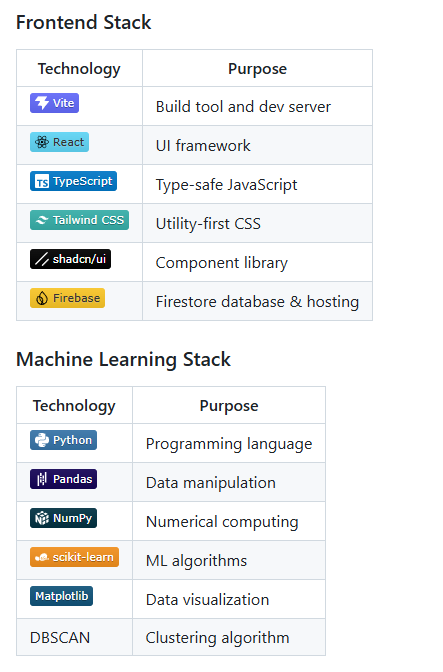 Frontend Stack
Technology Purpose
Vite Build tool and dev server
React UI framework
TS TypeScript Type-safe JavaScript
Tailwind CSS Utility-first CSS
shadcn/ui Component library
Firebase Firestore database & hosting
Machine Learning Stack
Technology Purpose
Python Programming language
Pandas Data manipulation
NumPy Numerical computing
scikit-learn ML algorithms
Matplotlib Data visualization
DBSCAN Clustering algorithm